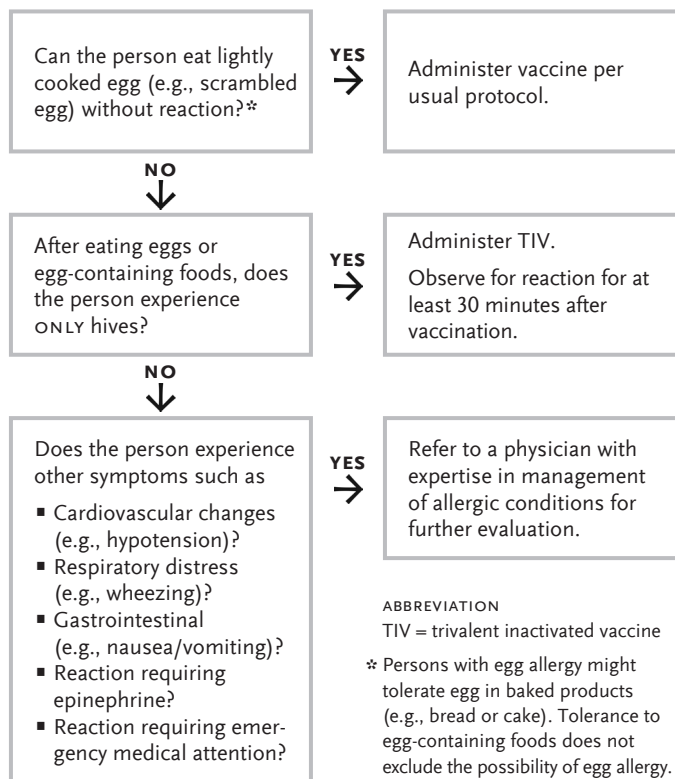 Can the person eat lightly
cooked egg (e.g., scrambled
egg) without reaction?*
YES
Administer vaccine per
usual protocol.
NO
After eating eggs or
egg-containing foods, does
the person experience
ONLY hives?
YES
Administer TIV.
Observe for reaction for at
least 30 minutes after
vaccination.
NO
Does the person experience
other symptoms such as
▪ Cardiovascular changes
(e.g., hypotension)?
▪ Respiratory distress
(e.g., wheezing)?
▪ Gastrointestinal
(e.g., nausea/vomiting)?
▪ Reaction requiring
epinephrine?
▪ Reaction requiring emer-
gency medical attention?
YES
Refer to a physician with
expertise in management
of allergic conditions for
further evaluation.
ABBREVIATION
TIV = trivalent inactivated vaccine
* Persons with egg allergy might
tolerate egg in baked products
(e.g., bread or cake). Tolerance to
egg-containing foods does not
exclude the possibility of egg allergy.